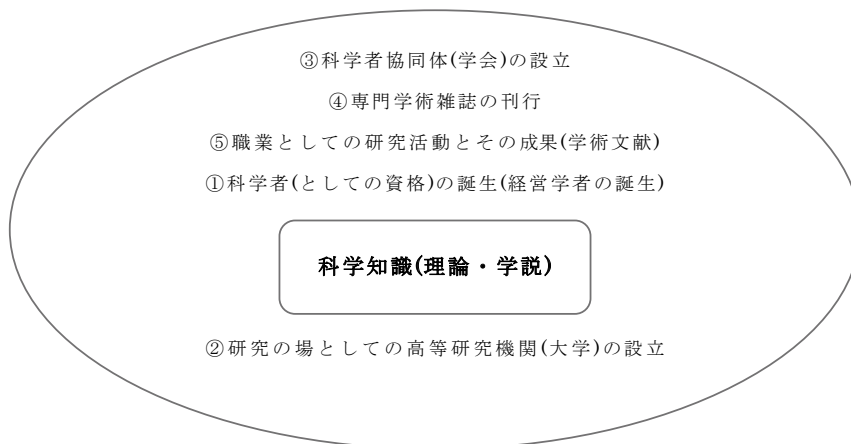 ③科学者協同体(学会)の設立
④専門学術雑誌の刊行
⑤職業としての研究活動とその成果(学術文献)
①科学者(としての資格)の誕生(経営学者の誕生)
科学知識(理論・学説)
②研究の場としての高等研究機関(大学)の設立